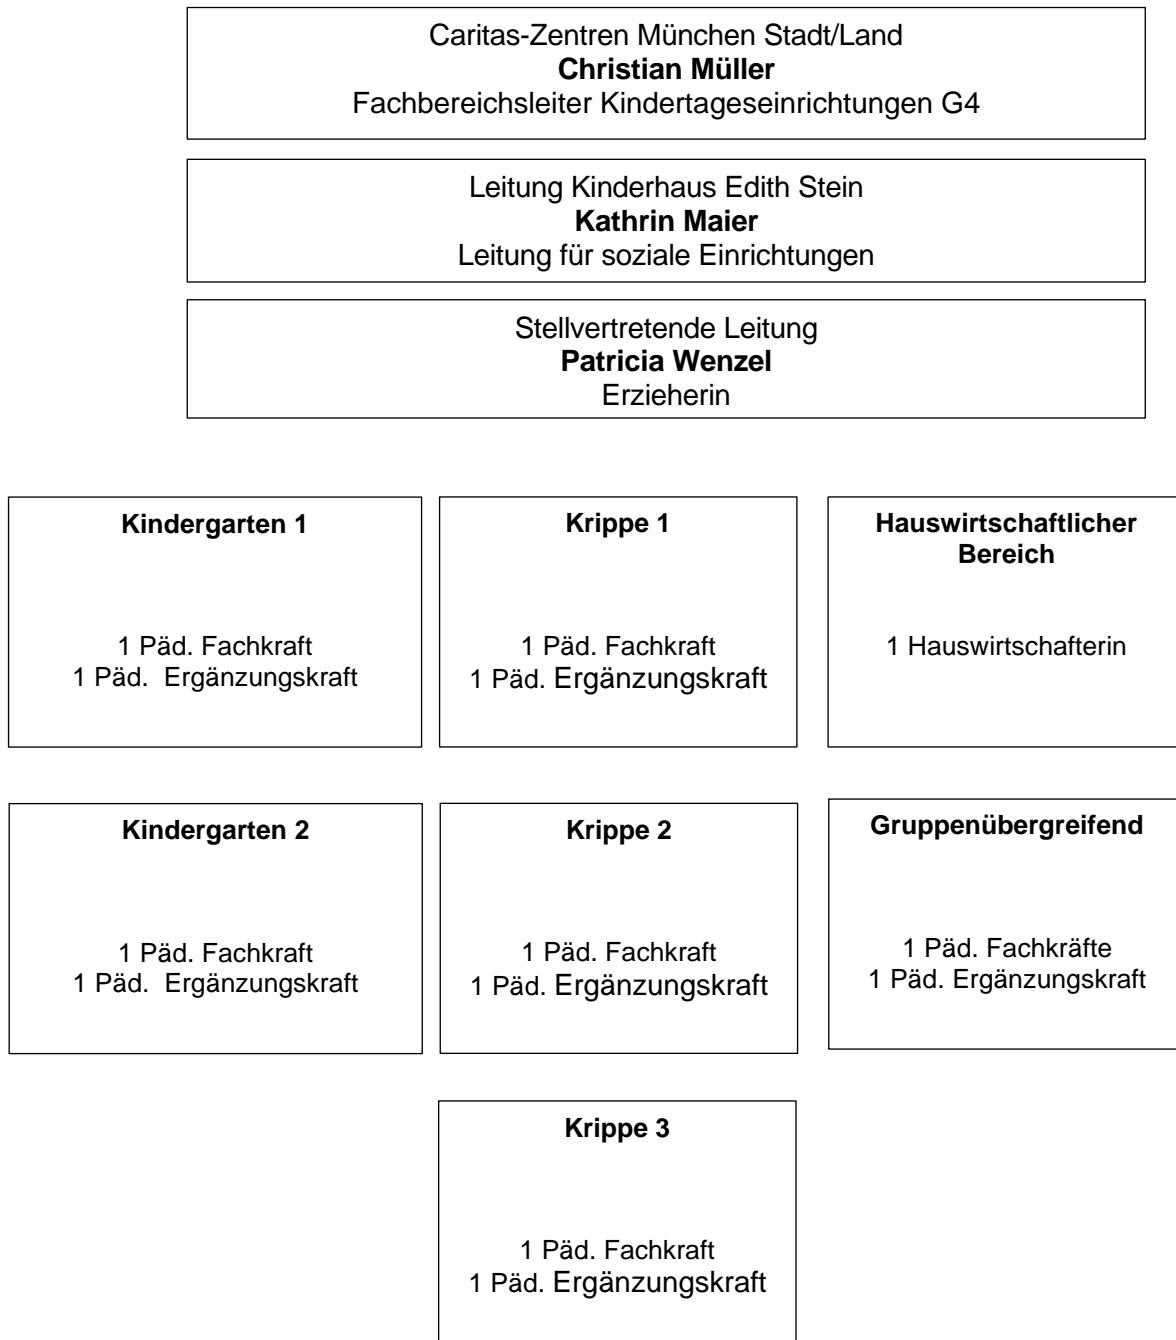 Caritas-Zentren München Stadt/Land
Christian Müller
Fachbereichsleiter Kindertageseinrichtungen G4
Leitung Kinderhaus Edith Stein
Kathrin Maier
Leitung für soziale Einrichtungen
Stellvertretende Leitung
Patricia Wenzel
Erzieherin
Kindergarten 1
1 Päd. Fachkraft
1 Päd. Ergänzungskraft
Krippe 1
1 Päd. Fachkraft
1 Päd. Ergänzungskraft
Hauswirtschaftlicher
Bereich
1 Hauswirtschafterin
Kindergarten 2
1 Päd. Fachkraft
1 Päd. Ergänzungskraft
Krippe 2
1 Päd. Fachkraft
1 Päd. Ergänzungskraft
Gruppenübergreifend
1 Päd. Fachkräfte
1 Päd. Ergänzungskraft
Krippe 3
1 Päd. Fachkraft
1 Päd. Ergänzungskraft